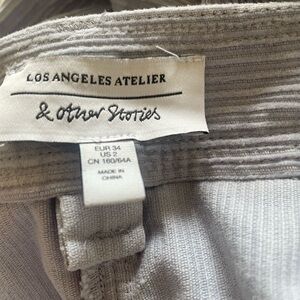 LOS ANGELES ATELIER
& Other Stories
EUR 34
US 2
CN 160/64A
MADE IN
CHINA